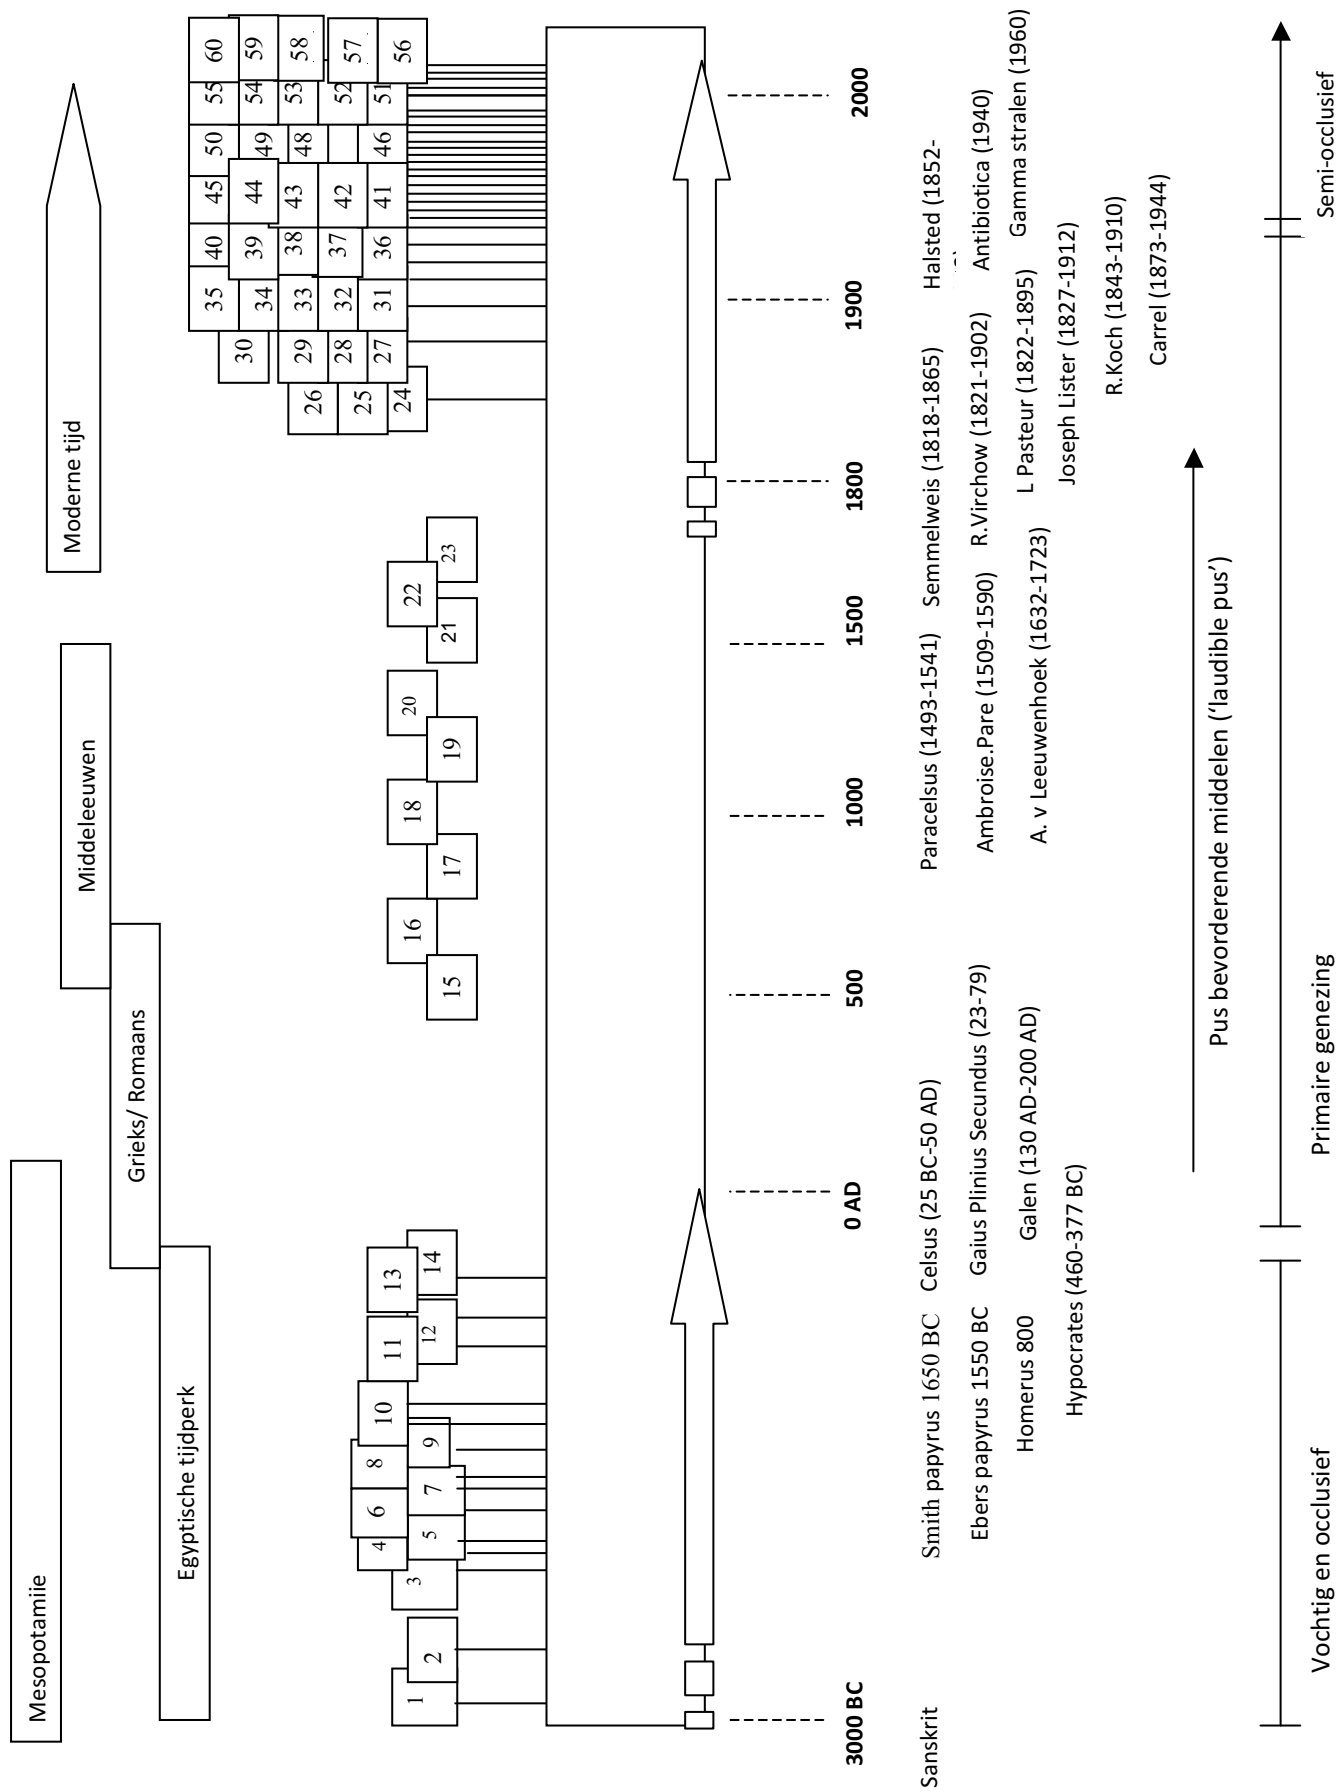 Mesopotamiie
Egyptische tijdperk
Grieks/ Romaans
Middeleeuwen
Moderne tijd
1
2
3
4
5
6
7
8
9
10
11
12
13
14
15
16
17
18
19
20
21
22
23
24
25
26
27
28
29
30
31
32
33
34
35
36
37
38
39
40
41
42
43
44
45
46
48
49
50
51
52
53
54
55
56
57
58
59
60
3000 BC
0 AD
500
1000
1500
1800
1900
2000
Sanskrit
Smith papyrus 1650 BC
Ebers papyrus 1550 BC
Homerus 800
Hypocrates (460-377 BC)
Celsus (25 BC-50 AD)
Gaius Plinius Secundus (23-79)
Galen (130 AD-200 AD)
Paracelsus (1493-1541)
Ambroise.Pare (1509-1590)
A. v Leeuwenhoek (1632-1723)
Semmelweis (1818-1865)
R.Virchow (1821-1902)
L Pasteur (1822-1895)
Joseph Lister (1827-1912)
R.Koch (1843-1910)
Carrel (1873-1944)
Halsted (1852-
Antibiotica (1940)
Gamma stralen (1960)
Pus bevorderende middelen (‘laudible pus’)
Vochtig en occlusief
Primaire genezing
Semi-occlusief